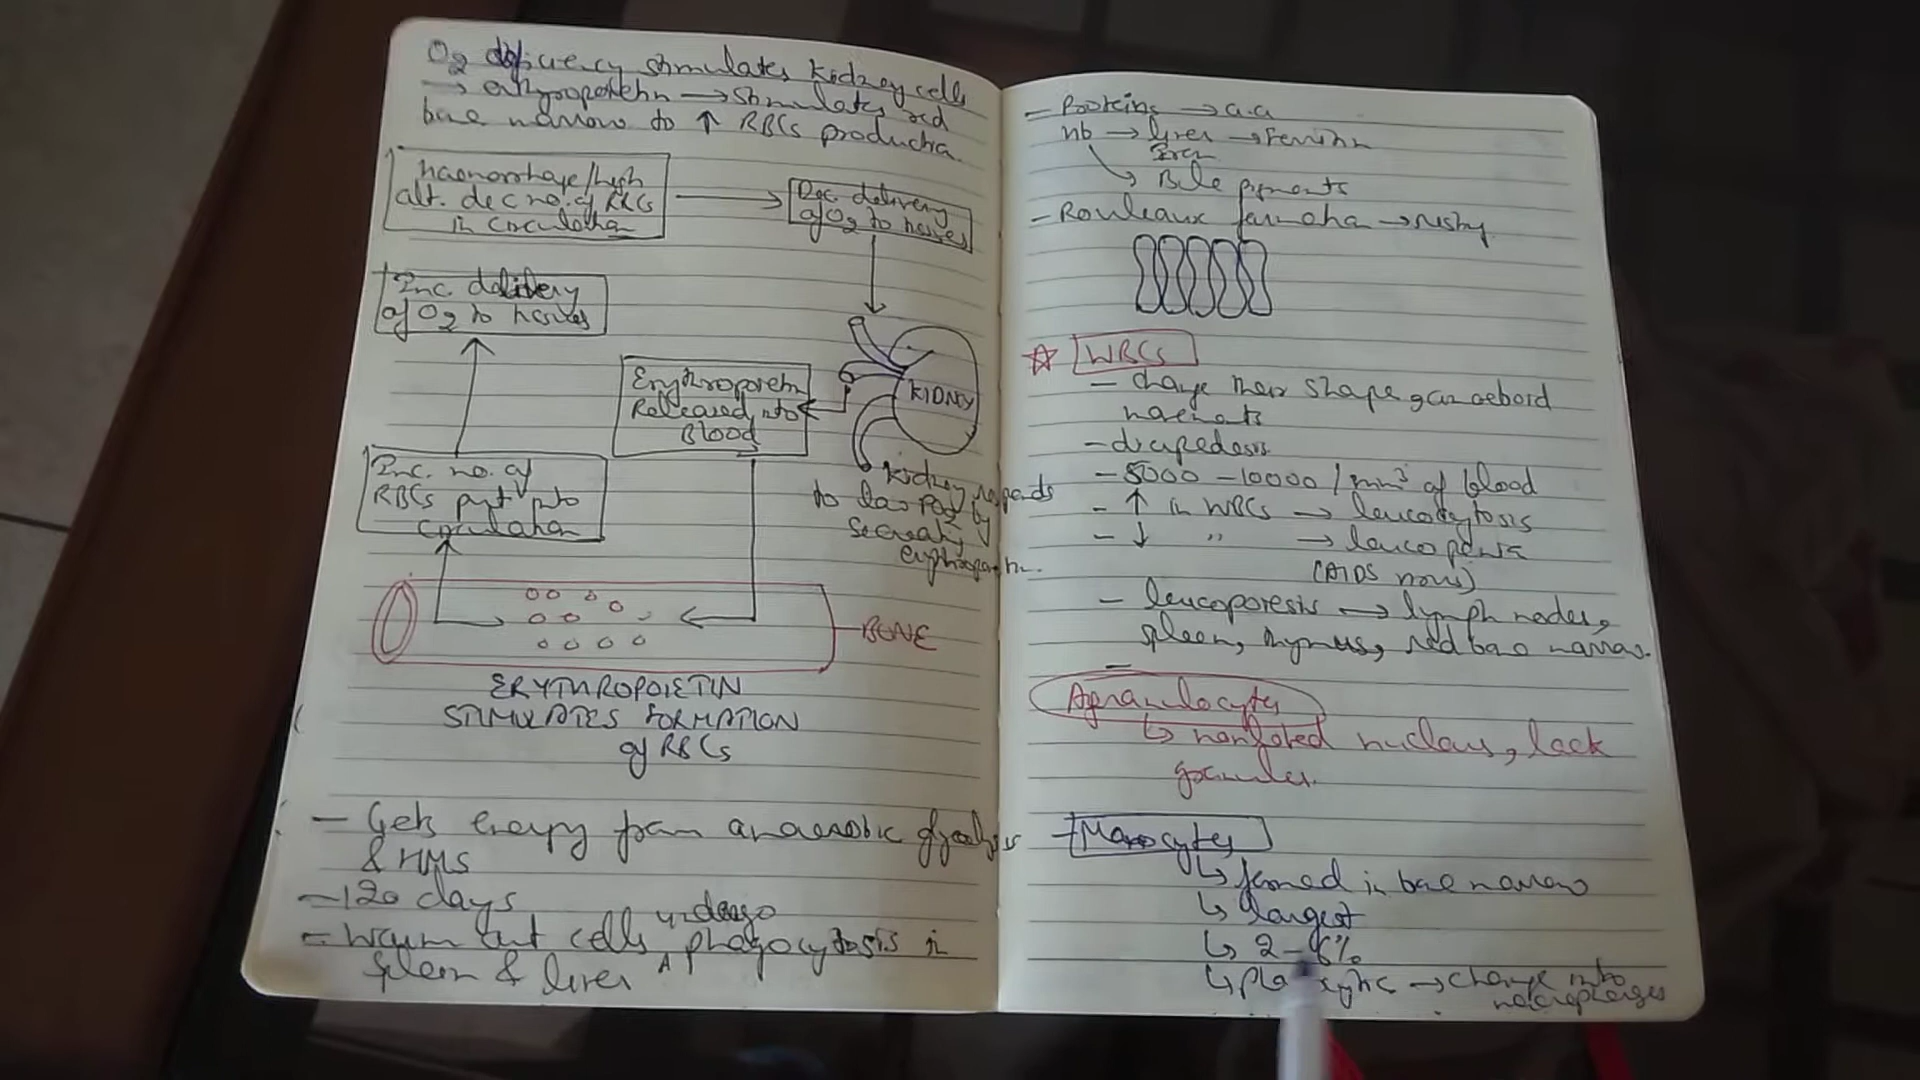 O2 deficiency stimulates kidney cells
→ erythropoietin → stimulates red
bone marrow to ↑ RBCs production.
haemorrhage/high
alt. dec no. of RBCs
in circulation
Dec. delivery
of O2 to tissues
Inc. delivery
of O2 to tissues
Erythropoietin
Released into
Blood
KIDNEY
Kidney responds
to low PO2 by
secreting
erythropoietin.
Inc. no. of
RBCs put into
circulation
BONE
ERYTHROPOIETIN
STIMULATES FORMATION
of RBCs
- Gets energy from anaerobic glycolysis
& HMS
- 120 days
- Worn out cells undergo phagocytosis in
spleen & liver
- Proteins → a.a
Hb → liver → Ferritin
Iron
↳ Bile pigments
- Rouleaux formation →
☆ WBCs
- change their shape amoeboid
movements
- diapedesis
- 5000 - 10000 / mm3 of blood
- ↑ in WBCs → leucocytosis
- ↓ " → leucopenia
(AIDS)
- leucoporesis → lymph nodes,
spleen, thymus, red bone marrow.
-
Agranulocytes
↳ nonlobed nucleus, lack
granules.
- Monocytes
↳ formed in bone marrow
↳ largest
↳ 2 - 6%
↳ → change into
macrophages